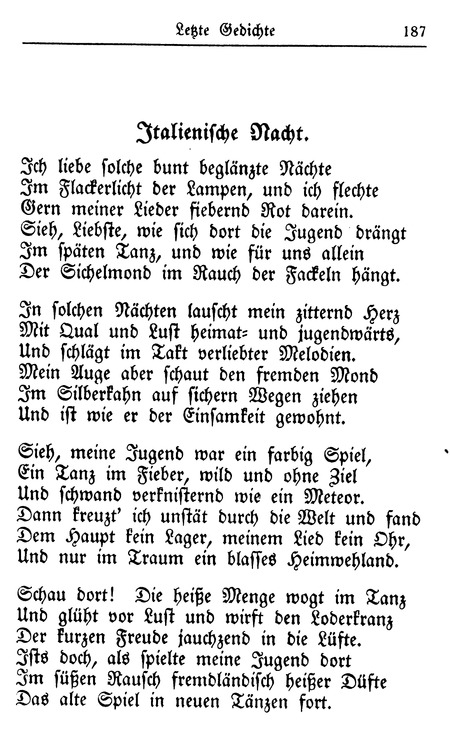 Letzte Gedichte 187
Italienische Nacht.
Ich liebe solche bunt beglänzte Nächte
Im Flackerlicht der Lampen, und ich flechte
Gern meiner Lieder fiebernd Rot darein.
Sieh, Liebste, wie sich dort die Jugend drängt
Im späten Tanz, und wie für uns allein
Der Sichelmond im Rauch der Fackeln hängt.
In solchen Nächten lauscht mein zitternd Herz
Mit Qual und Lust heimat- und jugendwärts,
Und schlägt im Takt verliebter Melodien.
Mein Auge aber schaut den fremden Mond
Im Silberkahn auf sichern Wegen ziehen
Und ist wie er der Einsamkeit gewohnt.
Sieh, meine Jugend war ein farbig Spiel,
Ein Tanz im Fieber, wild und ohne Ziel
Und schwand verknisternd wie ein Meteor.
Dann kreuzt' ich unstät durch die Welt und fand
Dem Haupt kein Lager, meinem Lied kein Ohr,
Und nur im Traum ein blasses Heimwehland.
Schau dort! Die heiße Menge wogt im Tanz
Und glüht vor Lust und wirft den Loderkranz
Der kurzen Freude jauchzend in die Lüfte.
Ists doch, als spielte meine Jugend dort
Im süßen Rausch fremdländisch heißer Düfte
Das alte Spiel in neuen Tänzen fort.